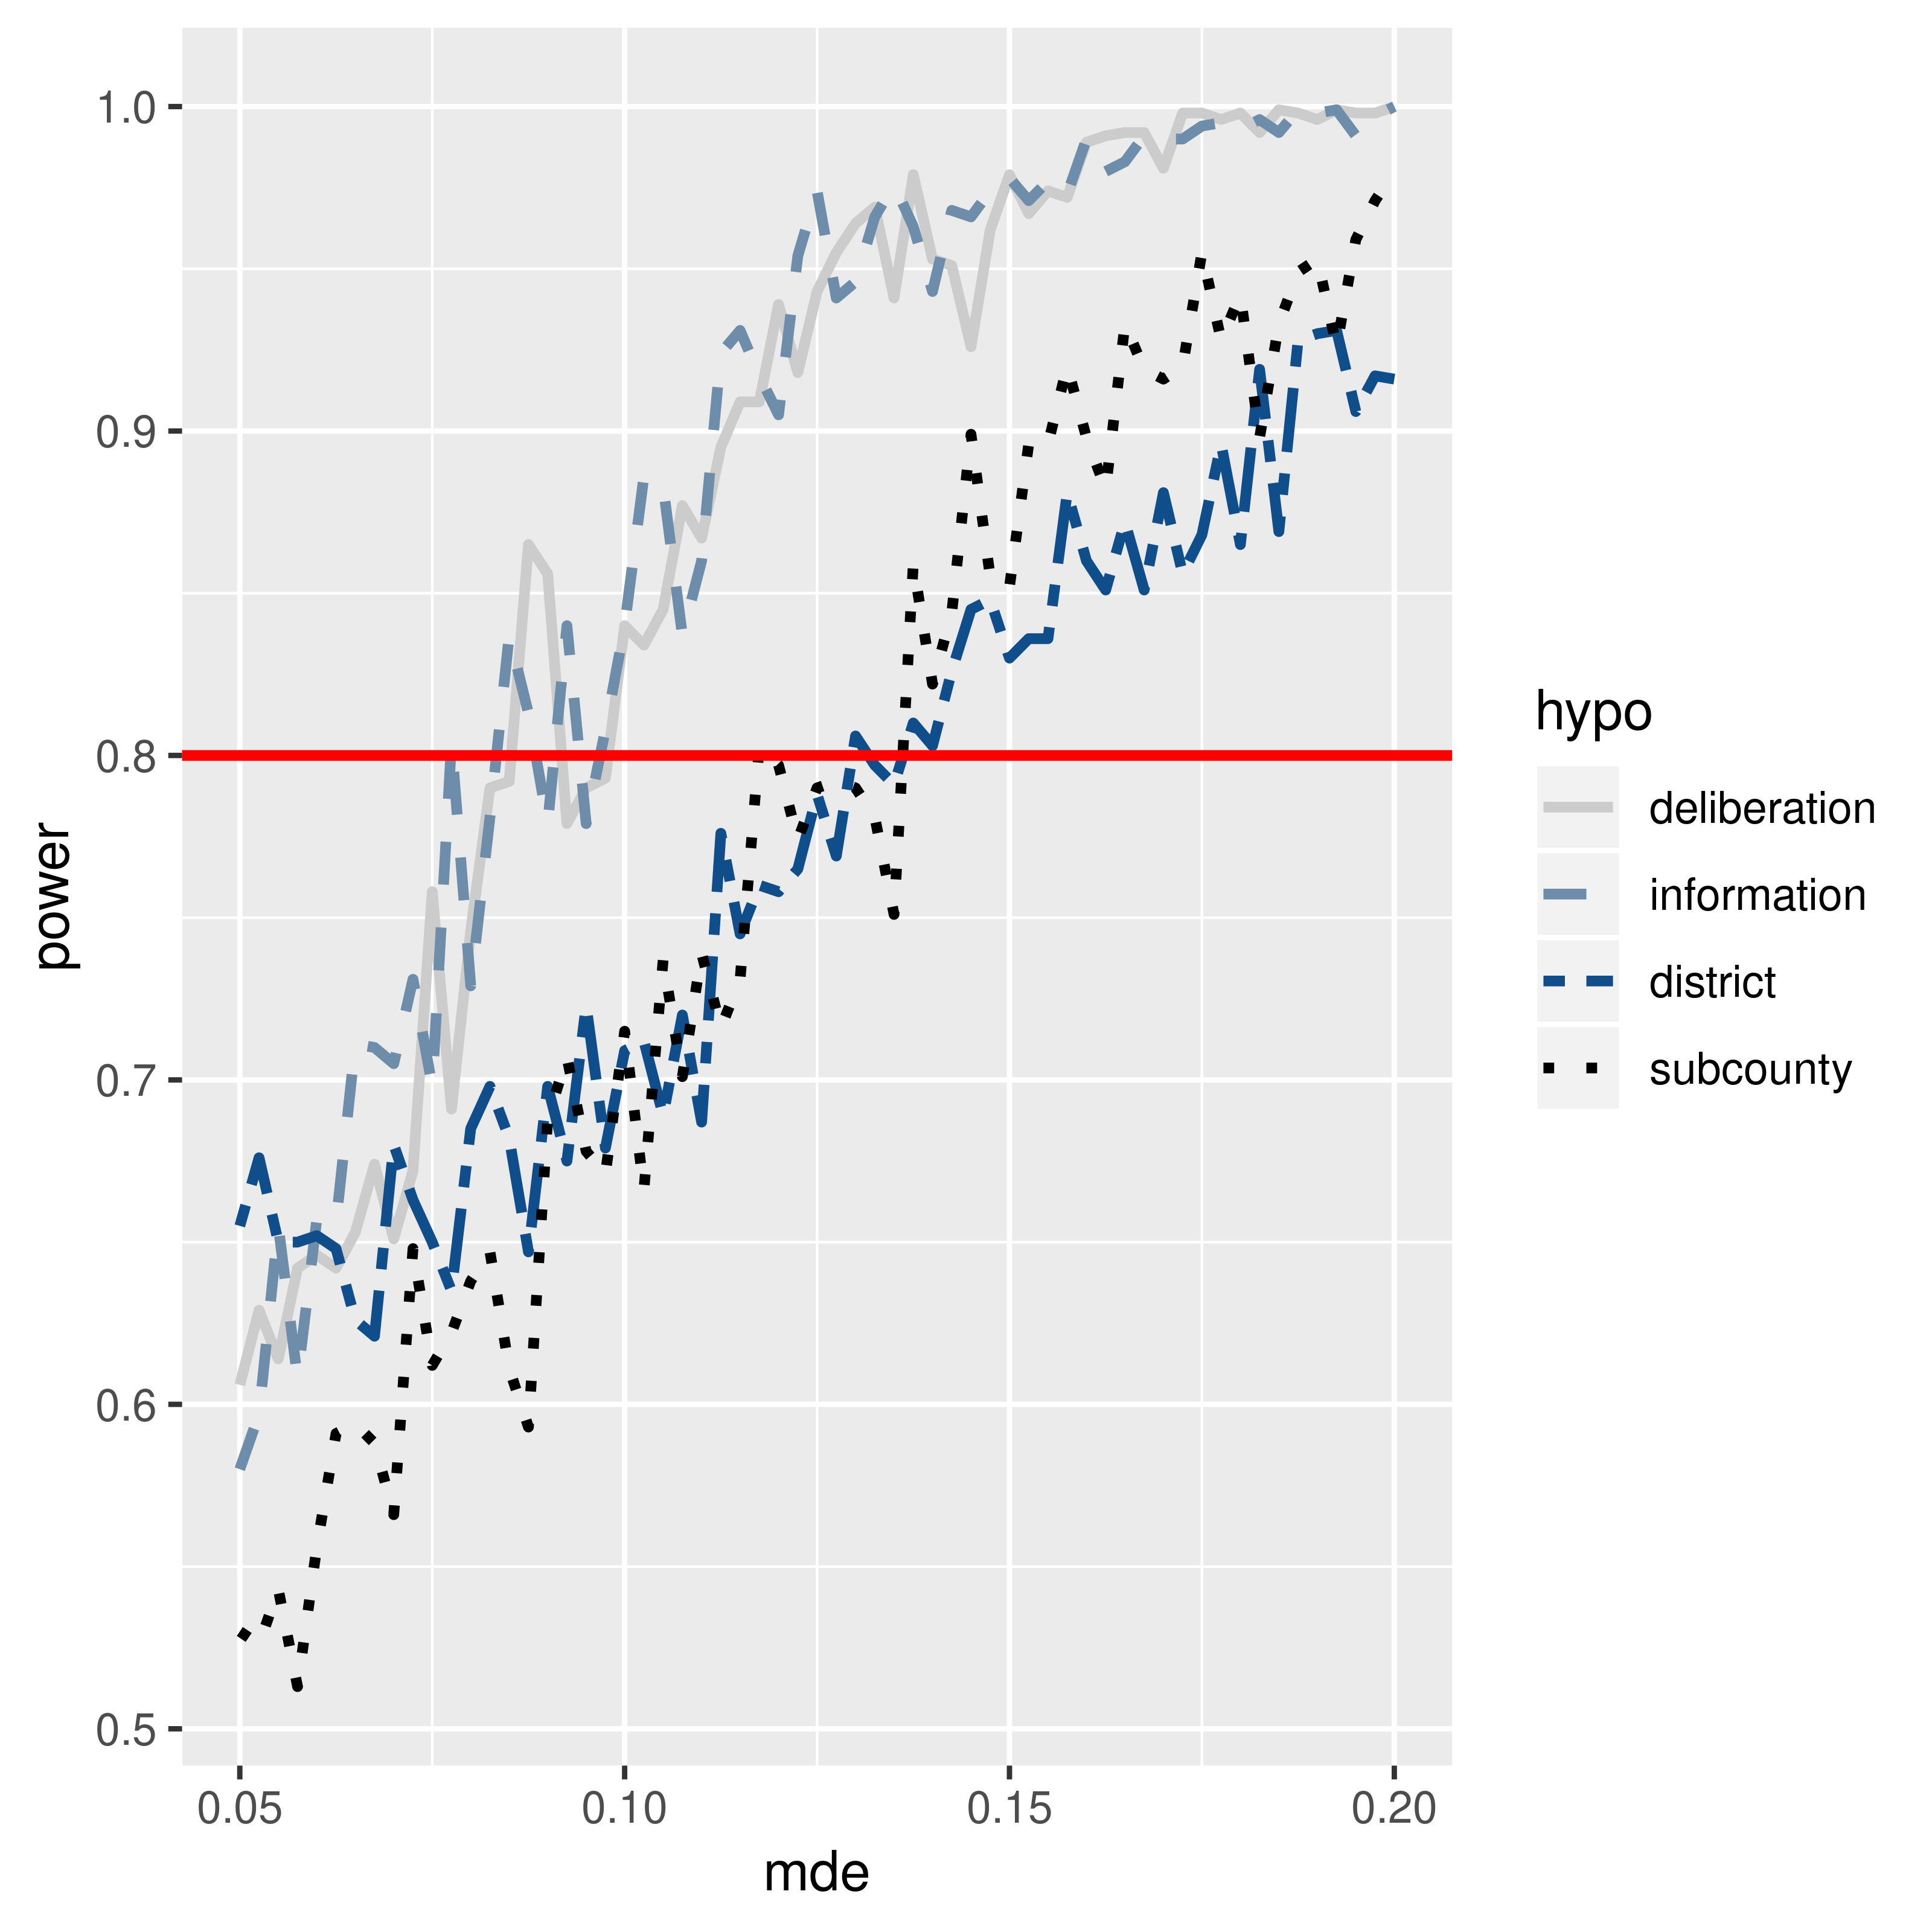 1.0
0.9
0.8
0.7
0.6
0.5
power
0.05 0.10 0.15 0.20
mde
hypo
deliberation
information
district
subcounty